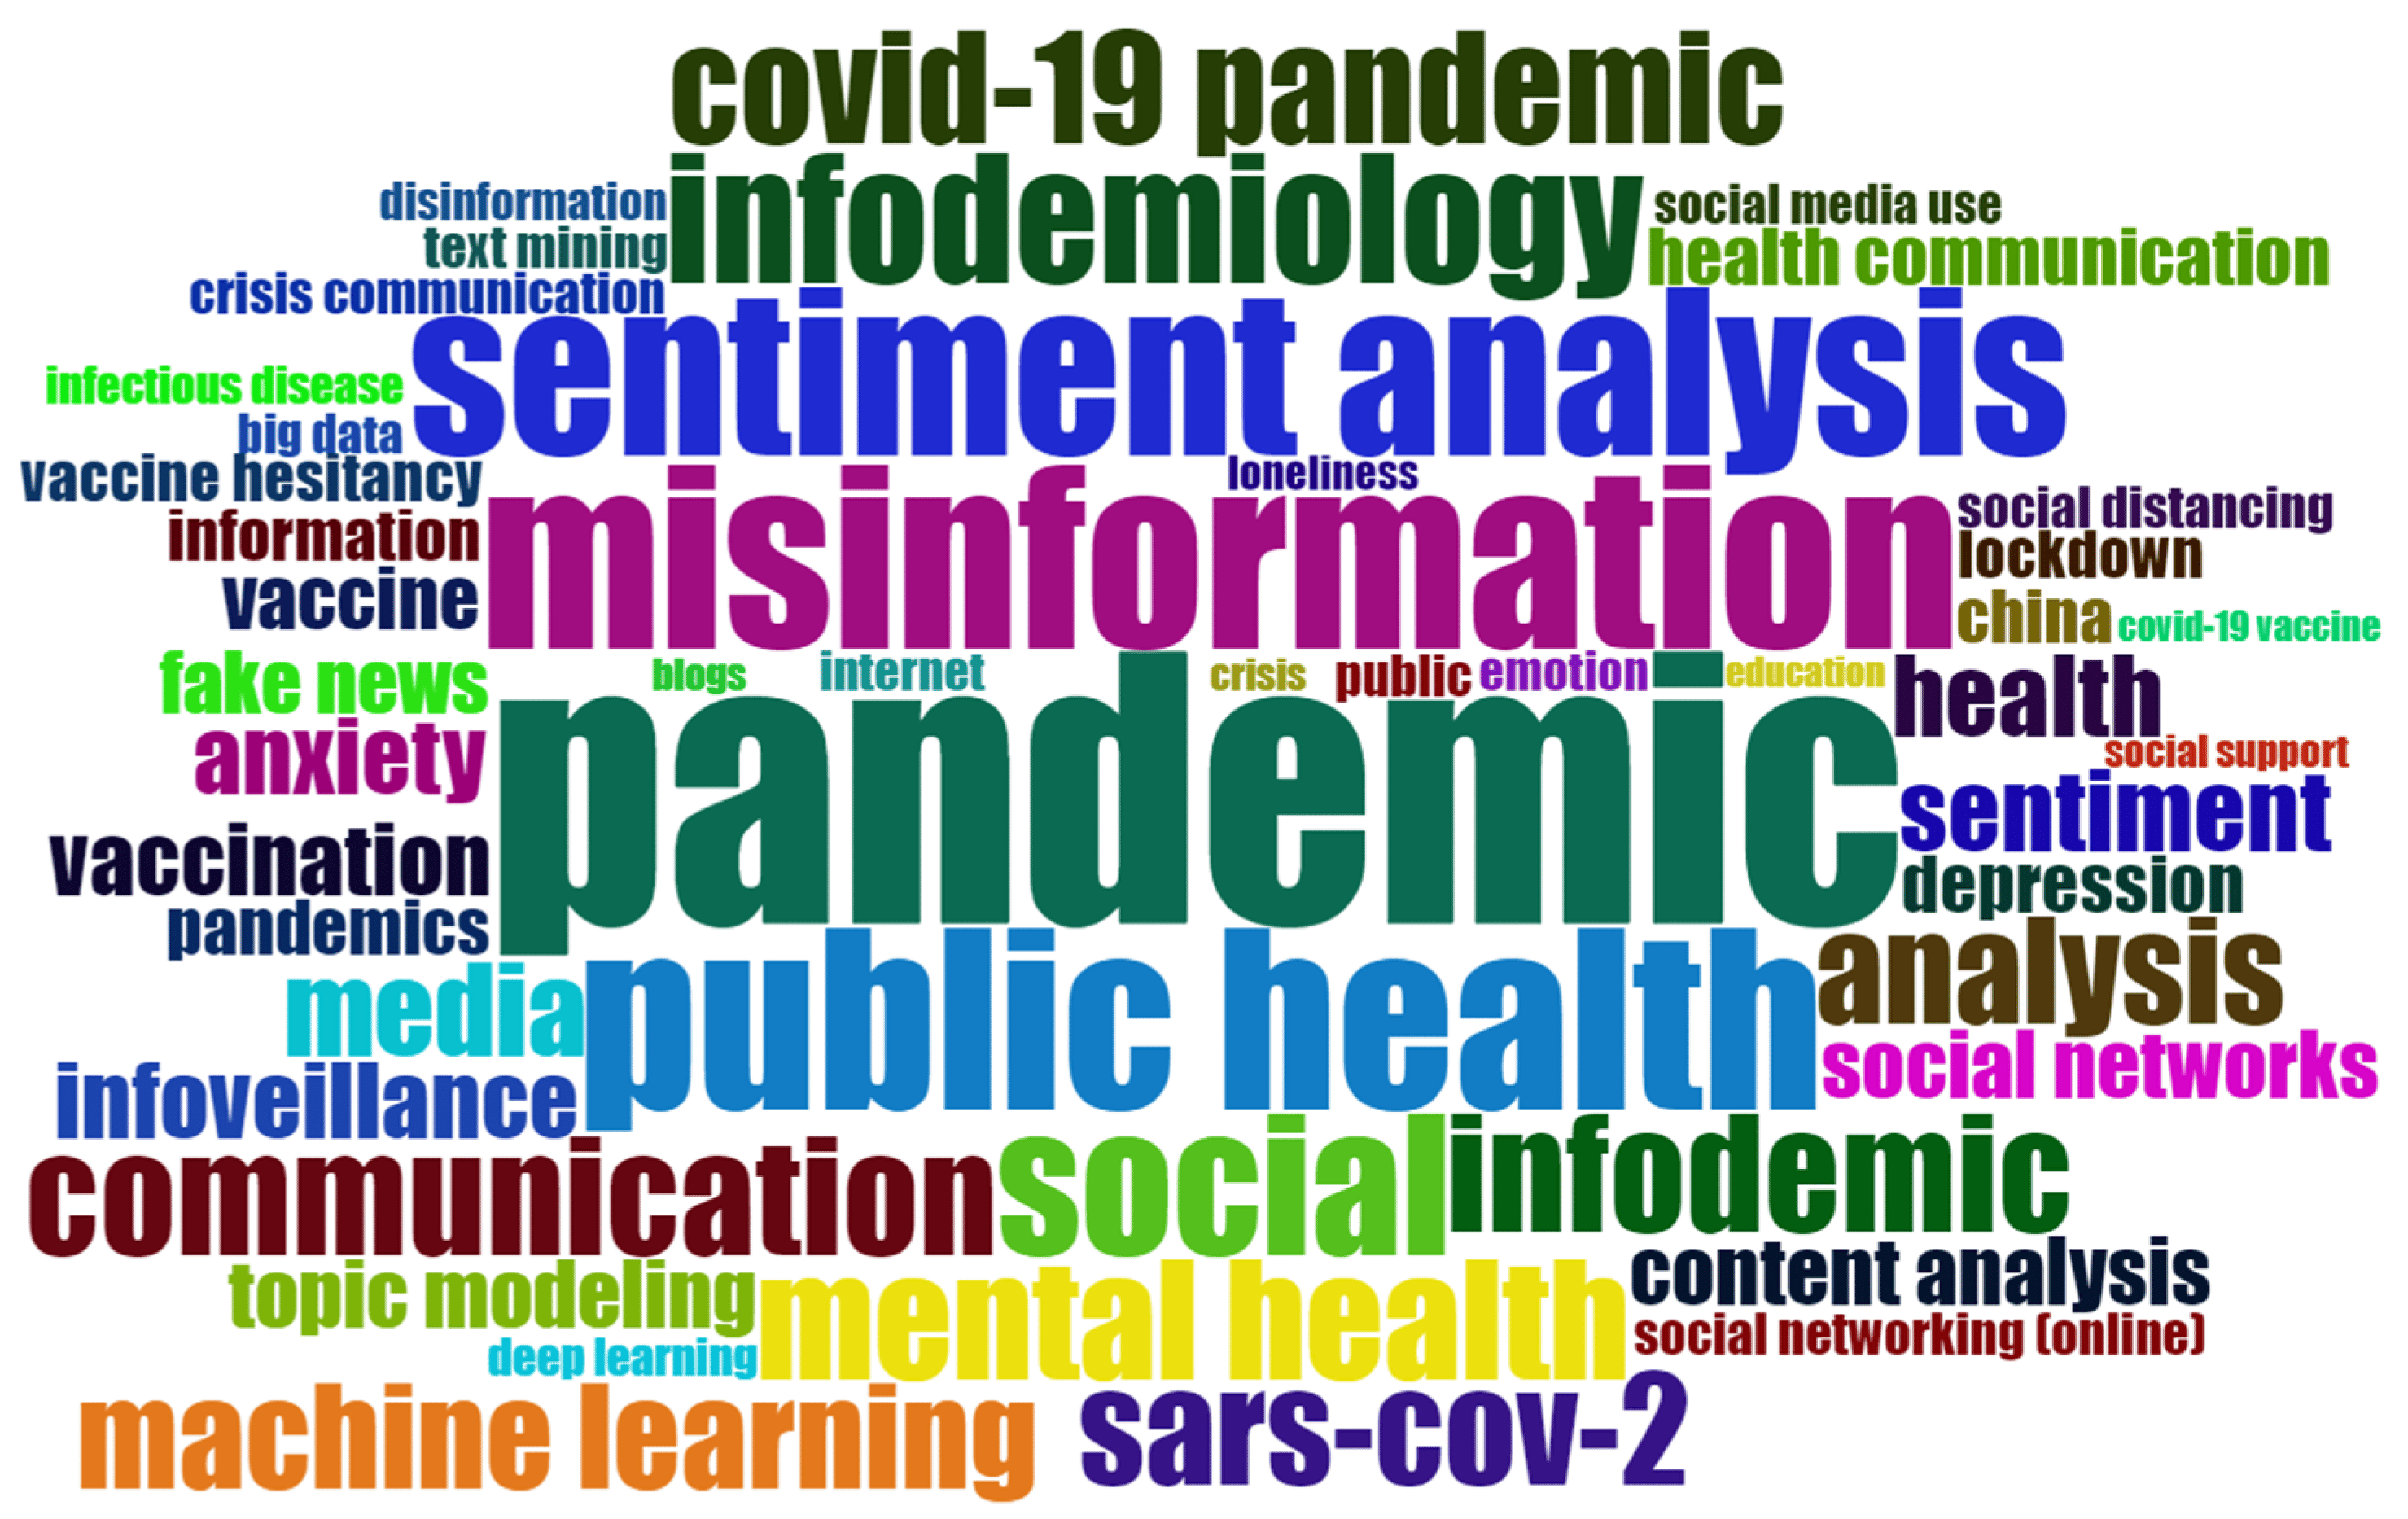 covid-19 pandemic
disinformation
infodemiology
social media use
text mining
health communication
crisis communication
sentiment analysis
infectious disease
big data
vaccine hesitancy
loneliness
misinformation
social distancing
information
lockdown
vaccine
china
covid-19 vaccine
fake news
blogs
internet
crisis
public
emotion
education
health
anxiety
pandemic
social support
sentiment
vaccination
depression
pandemics
media
public health
analysis
social networks
infoveillance
communication
social
infodemic
topic modeling
mental health
content analysis
social networking (online)
deep learning
machine learning
sars-cov-2